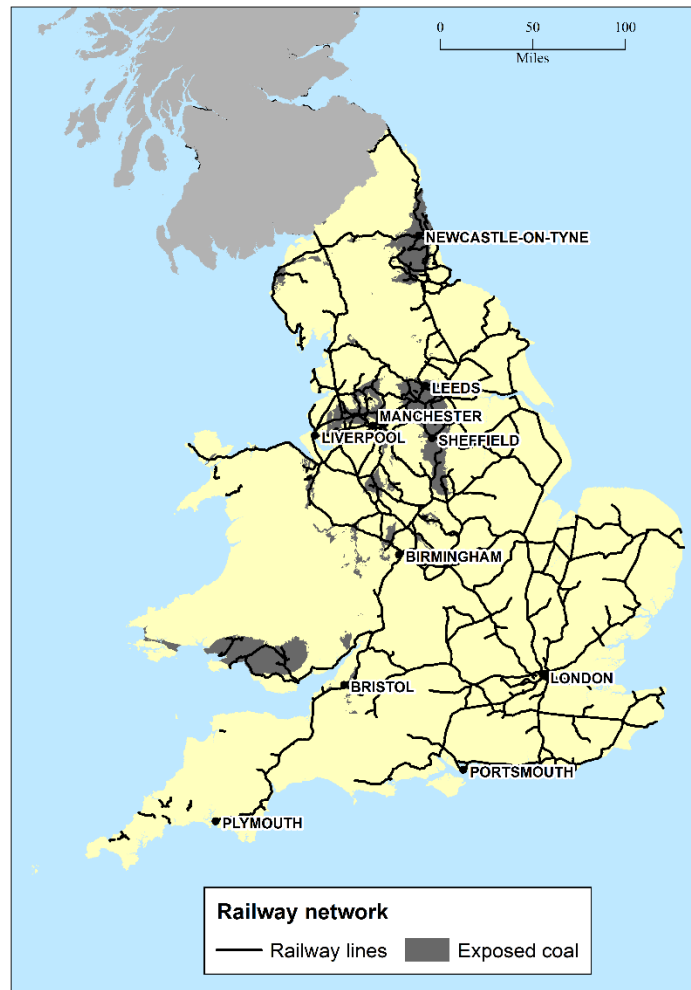 0 50 100
Miles
NEWCASTLE-ON-TYNE
LEEDS
MANCHESTER
LIVERPOOL
SHEFFIELD
BIRMINGHAM
LONDON
BRISTOL
PORTSMOUTH
PLYMOUTH
Railway network
Railway lines Exposed coal